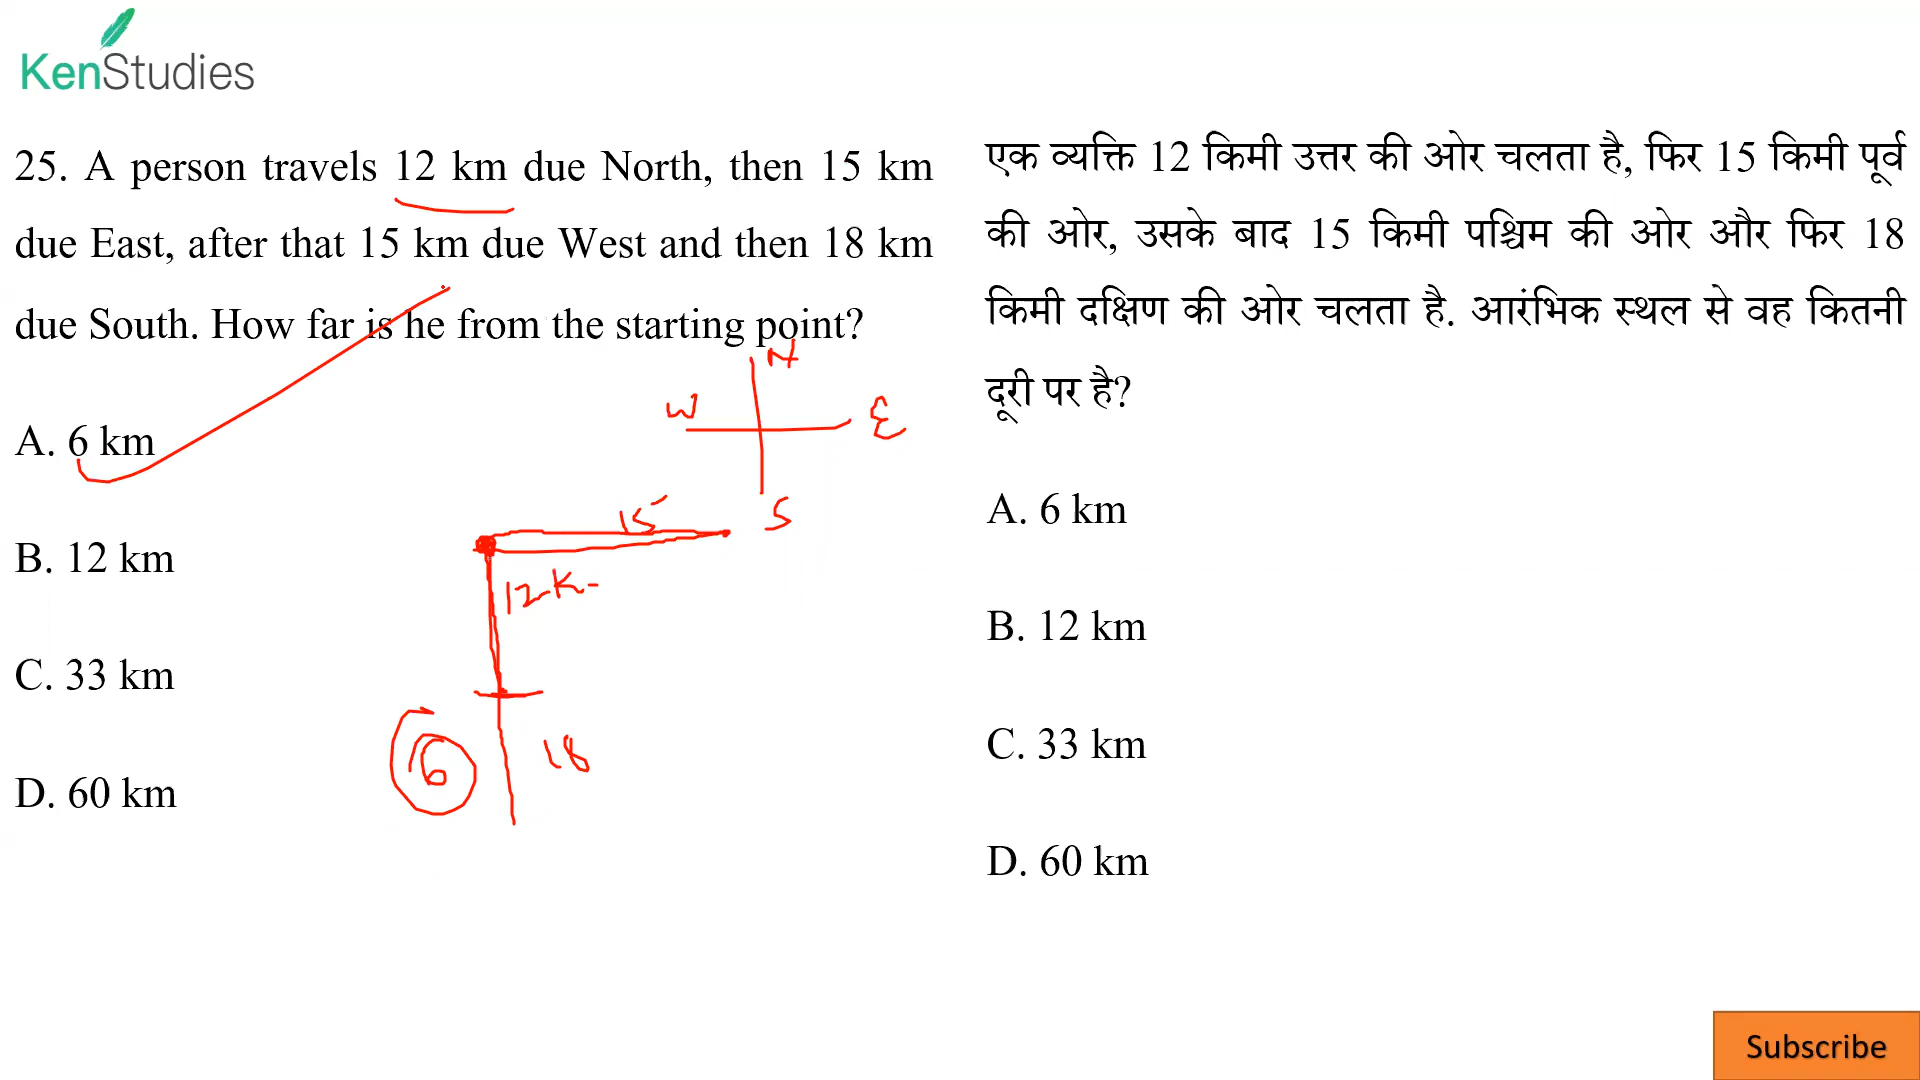 KenStudies
25. A person travels 12 km due North, then 15 km
due East, after that 15 km due West and then 18 km
due South. How far is he from the starting point?
A. 6 km
B. 12 km
C. 33 km
D. 60 km
N
W
E
S
15
12 K
18
6
एक व्यक्ति 12 किमी उत्तर की ओर चलता है, फिर 15 किमी पूर्व
की ओर, उसके बाद 15 किमी पश्चिम की ओर और फिर 18
किमी दक्षिण की ओर चलता है. आरंभिक स्थल से वह कितनी
दूरी पर है?
A. 6 km
B. 12 km
C. 33 km
D. 60 km
Subscribe